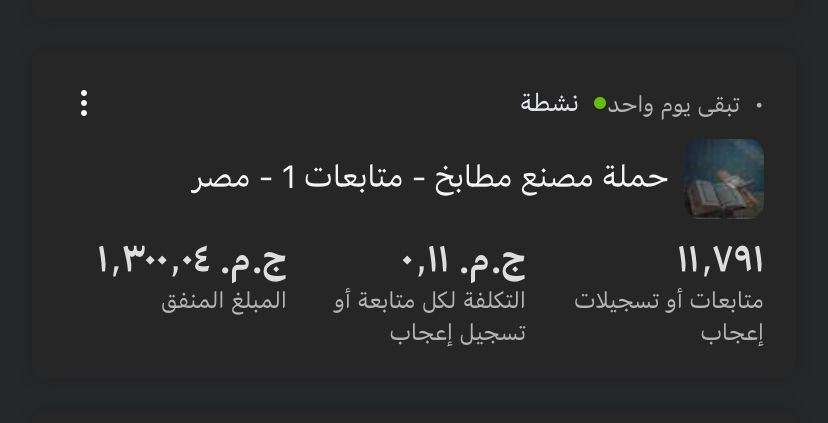 نشطة تبقى يوم واحد ·
حملة مصنع مطابخ - متابعات 1 - مصر
١١,٧٩١ ج.م. ٠,١١ ج.م. ١,٣٠٠,٠٤
متابعات أو تسجيلات التكلفة لكل متابعة أو المبلغ المنفق
إعجاب تسجيل إعجاب